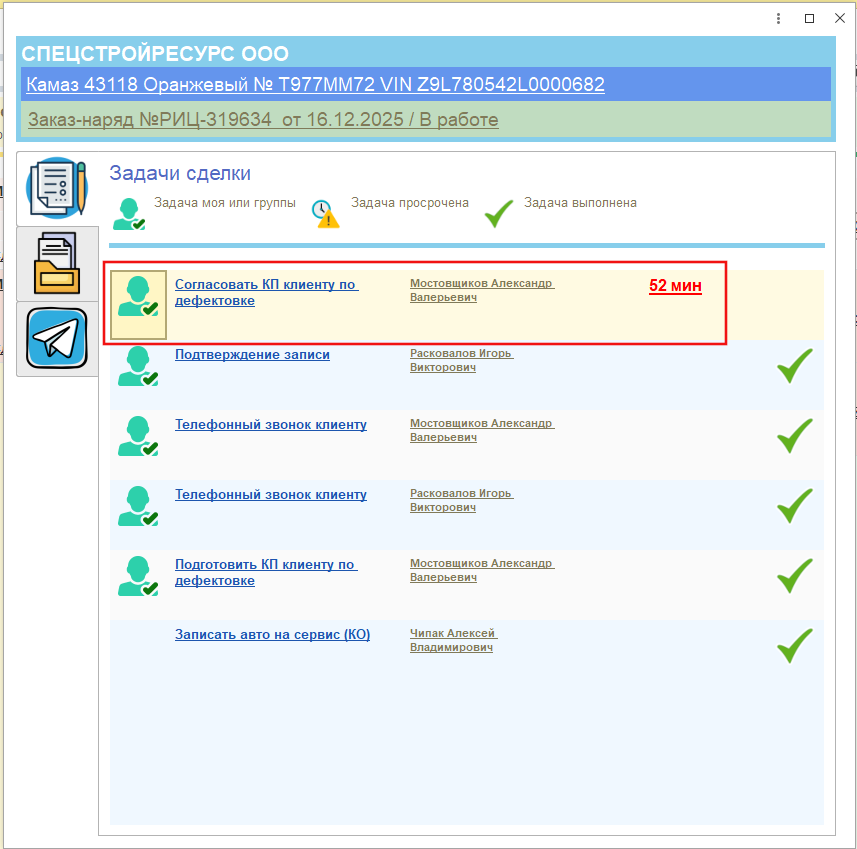 СПЕЦСТРОЙРЕСУРС ООО
Камаз 43118 Оранжевый № Т977ММ72 VIN Z9L780542L0000682
Заказ-наряд №РИЦ-319634 от 16.12.2025 / В работе
Задачи сделки
Задача моя или группы
Задача просрочена
Задача выполнена
Согласовать КП клиенту по
дефектовке
Мостовщиков Александр
Валерьевич
52 мин
Подтверждение записи
Расковалов Игорь
Викторович
Телефонный звонок клиенту
Мостовщиков Александр
Валерьевич
Телефонный звонок клиенту
Расковалов Игорь
Викторович
Подготовить КП клиенту по
дефектовке
Мостовщиков Александр
Валерьевич
Записать авто на сервис (КО)
Чипак Алексей
Владимирович